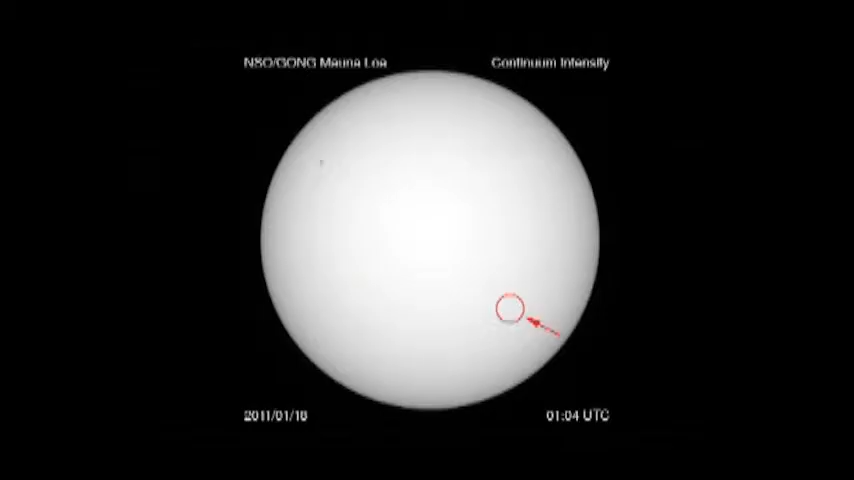 NSO/GONG Mauna Loa
Continuum Intensity
2011/01/18
01:04 UTC